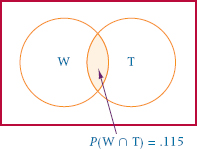 W T
P(W ∩ T) = .115